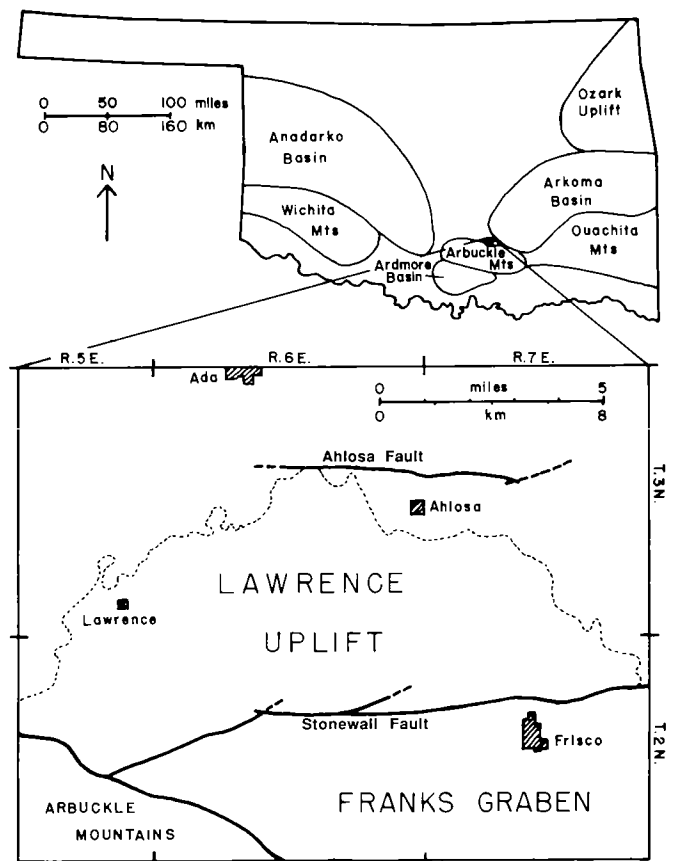 0 50 100 miles
0 80 160 km
N
Anadarko
Basin
Wichita
Mts
Ozark
Uplift
Arkoma
Basin
Ouachita
Mts
Arbuckle
Mts
Ardmore
Basin
R.5 E. R.6 E. R.7 E.
Ada
0 miles 5
0 km 8
Ahlosa Fault
T.3N.
Ahlosa
LAWRENCE
UPLIFT
Lawrence
Stonewall Fault
Frisco
T.2N.
FRANKS GRABEN
ARBUCKLE
MOUNTAINS